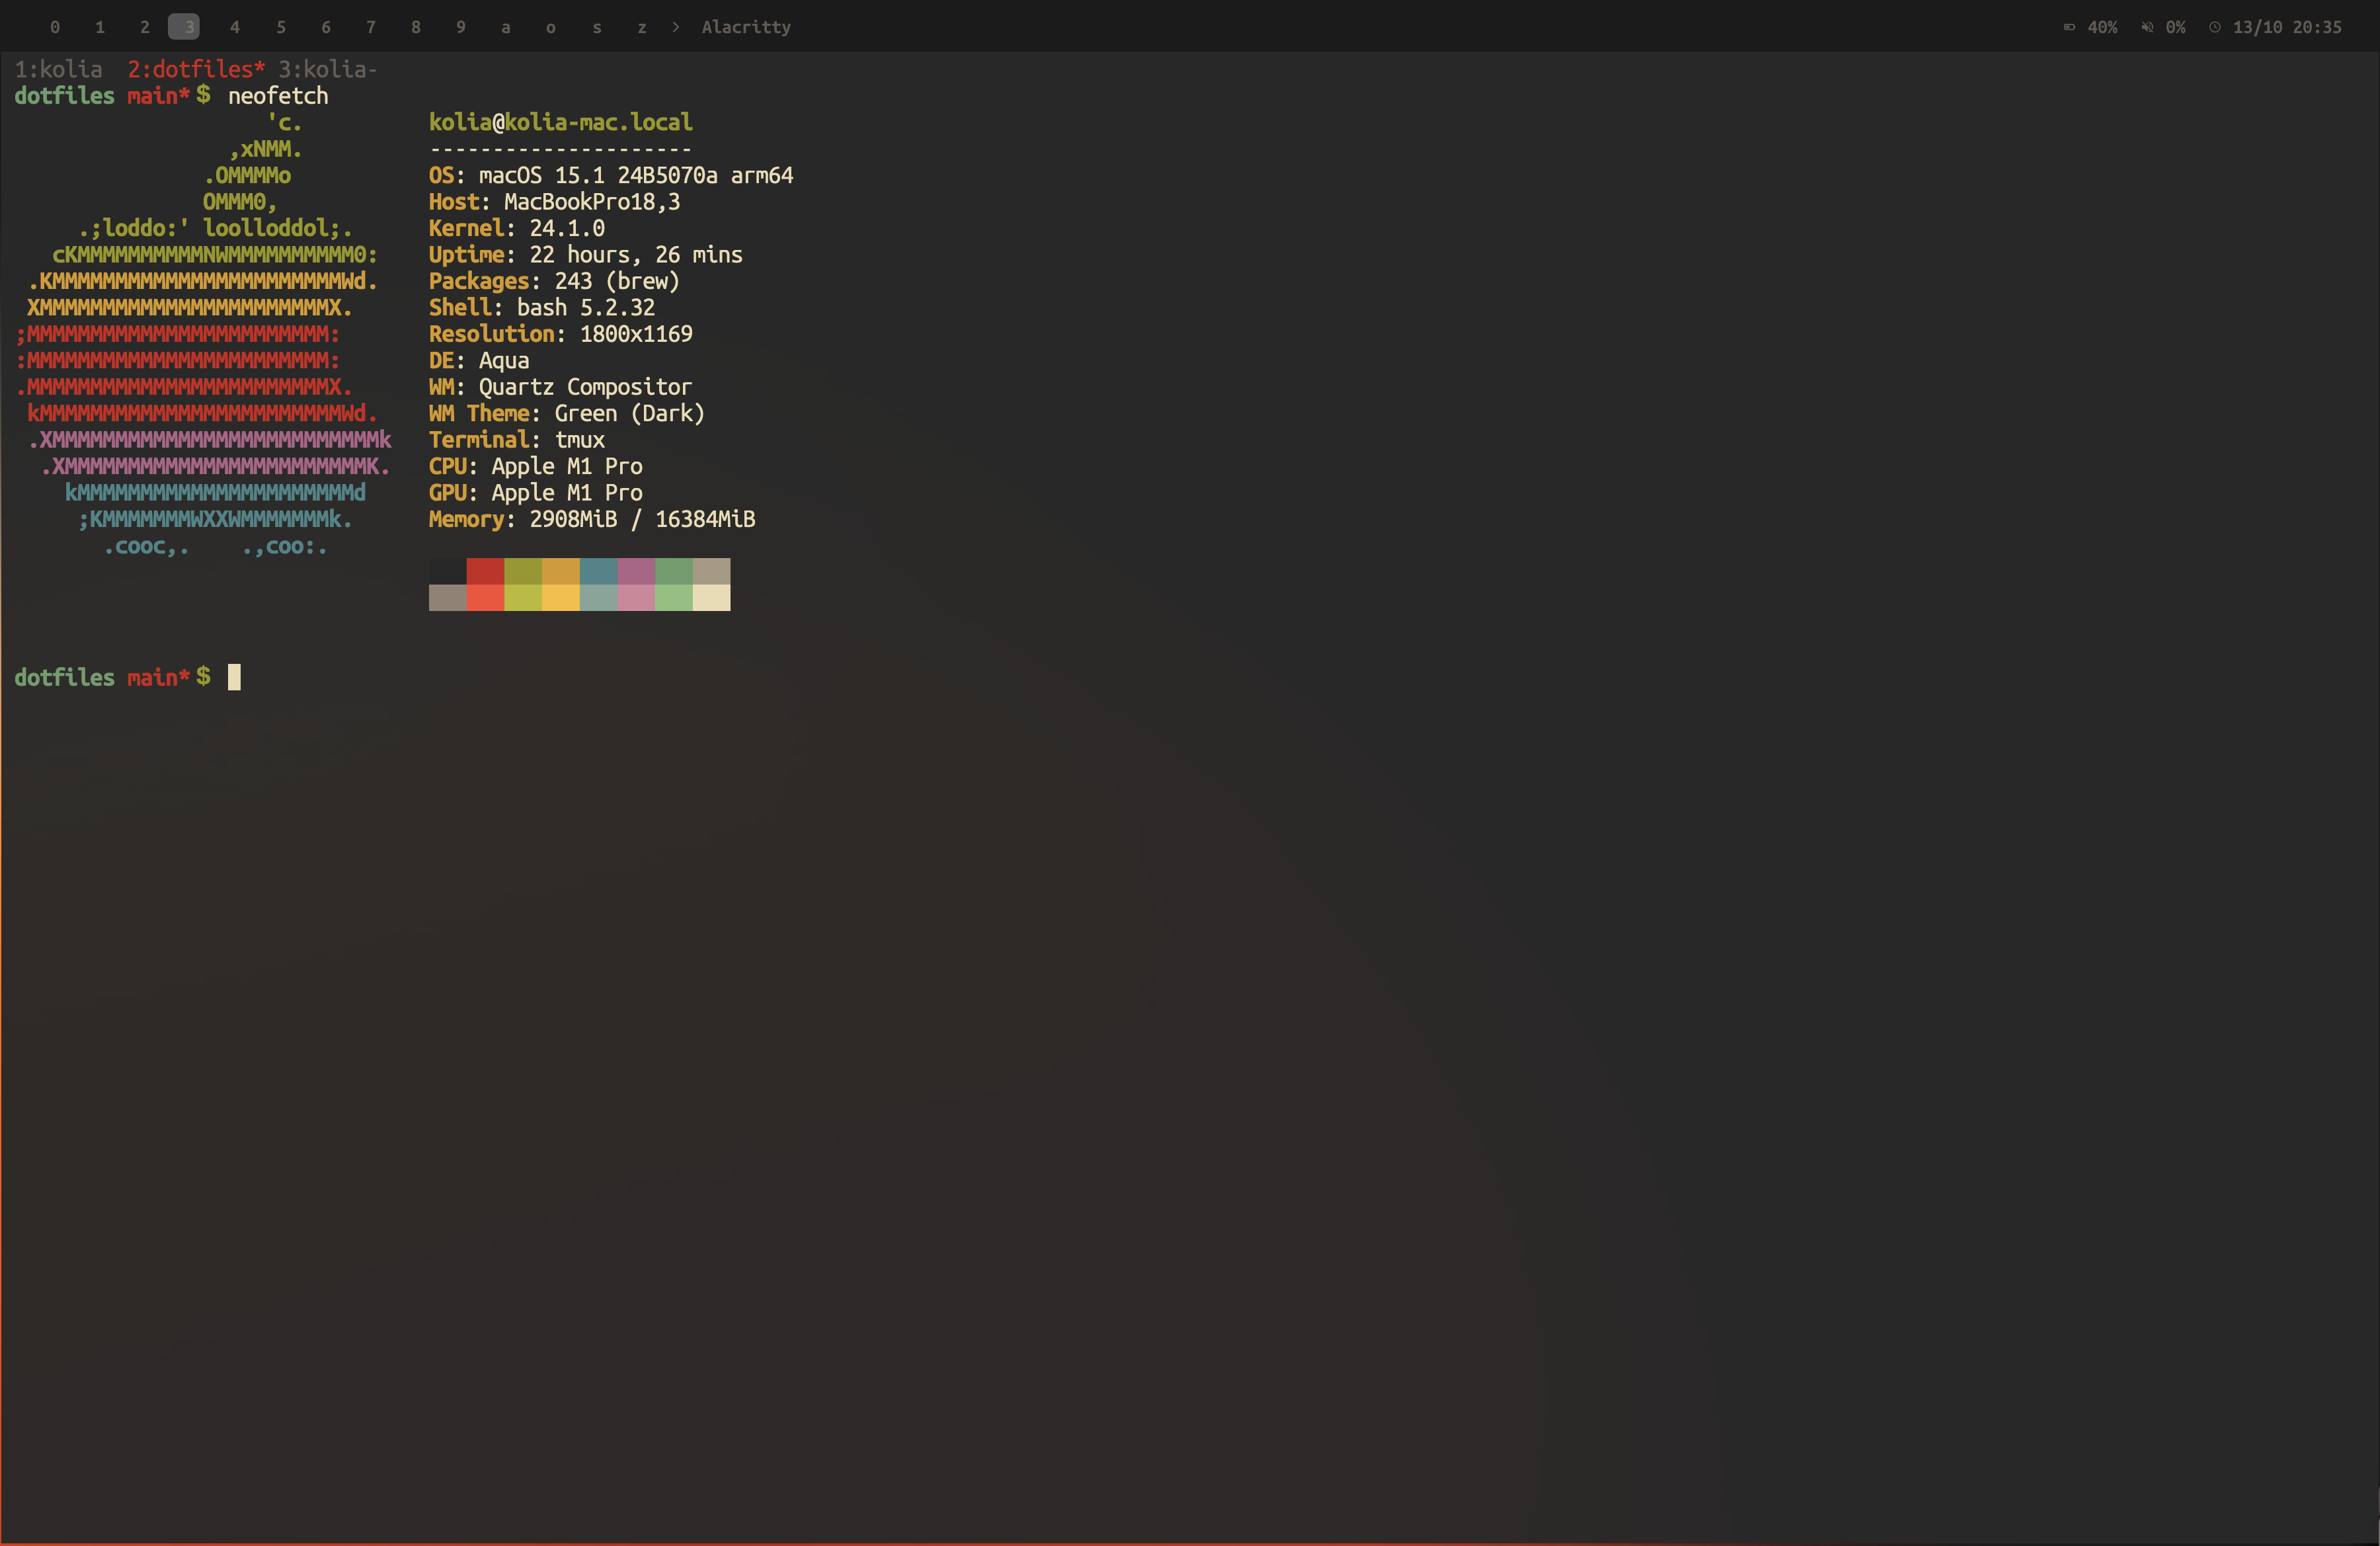 0 1 2 3 4 5 6 7 8 9 a o s z > Alacritty 40% 0% 13/10 20:35
1:kolia 2:dotfiles* 3:kolia-
dotfiles main* $ neofetch
'c. kolia@kolia-mac.local
,xNMM. ---------------------
.OMMMMo OS: macOS 15.1 24B5070a arm64
OMMM0, Host: MacBookPro18,3
.;loddo:' loolloddol;. Kernel: 24.1.0
cKMMMMMMMMMMNWMMMMMMMMMM0: Uptime: 22 hours, 26 mins
.KMMMMMMMMMMMMMMMMMMMMMMMWd. Packages: 243 (brew)
XMMMMMMMMMMMMMMMMMMMMMMMX. Shell: bash 5.2.32
;MMMMMMMMMMMMMMMMMMMMMMMM: Resolution: 1800x1169
:MMMMMMMMMMMMMMMMMMMMMMMM: DE: Aqua
.MMMMMMMMMMMMMMMMMMMMMMMMX. WM: Quartz Compositor
kMMMMMMMMMMMMMMMMMMMMMMMMWd. WM Theme: Green (Dark)
.XMMMMMMMMMMMMMMMMMMMMMMMMMMk Terminal: tmux
.XMMMMMMMMMMMMMMMMMMMMMMMMK. CPU: Apple M1 Pro
kMMMMMMMMMMMMMMMMMMMMMMd GPU: Apple M1 Pro
;KMMMMMMMWXXWMMMMMMMk. Memory: 2908MiB / 16384MiB
.cooc,. .,coo:.
dotfiles main* $